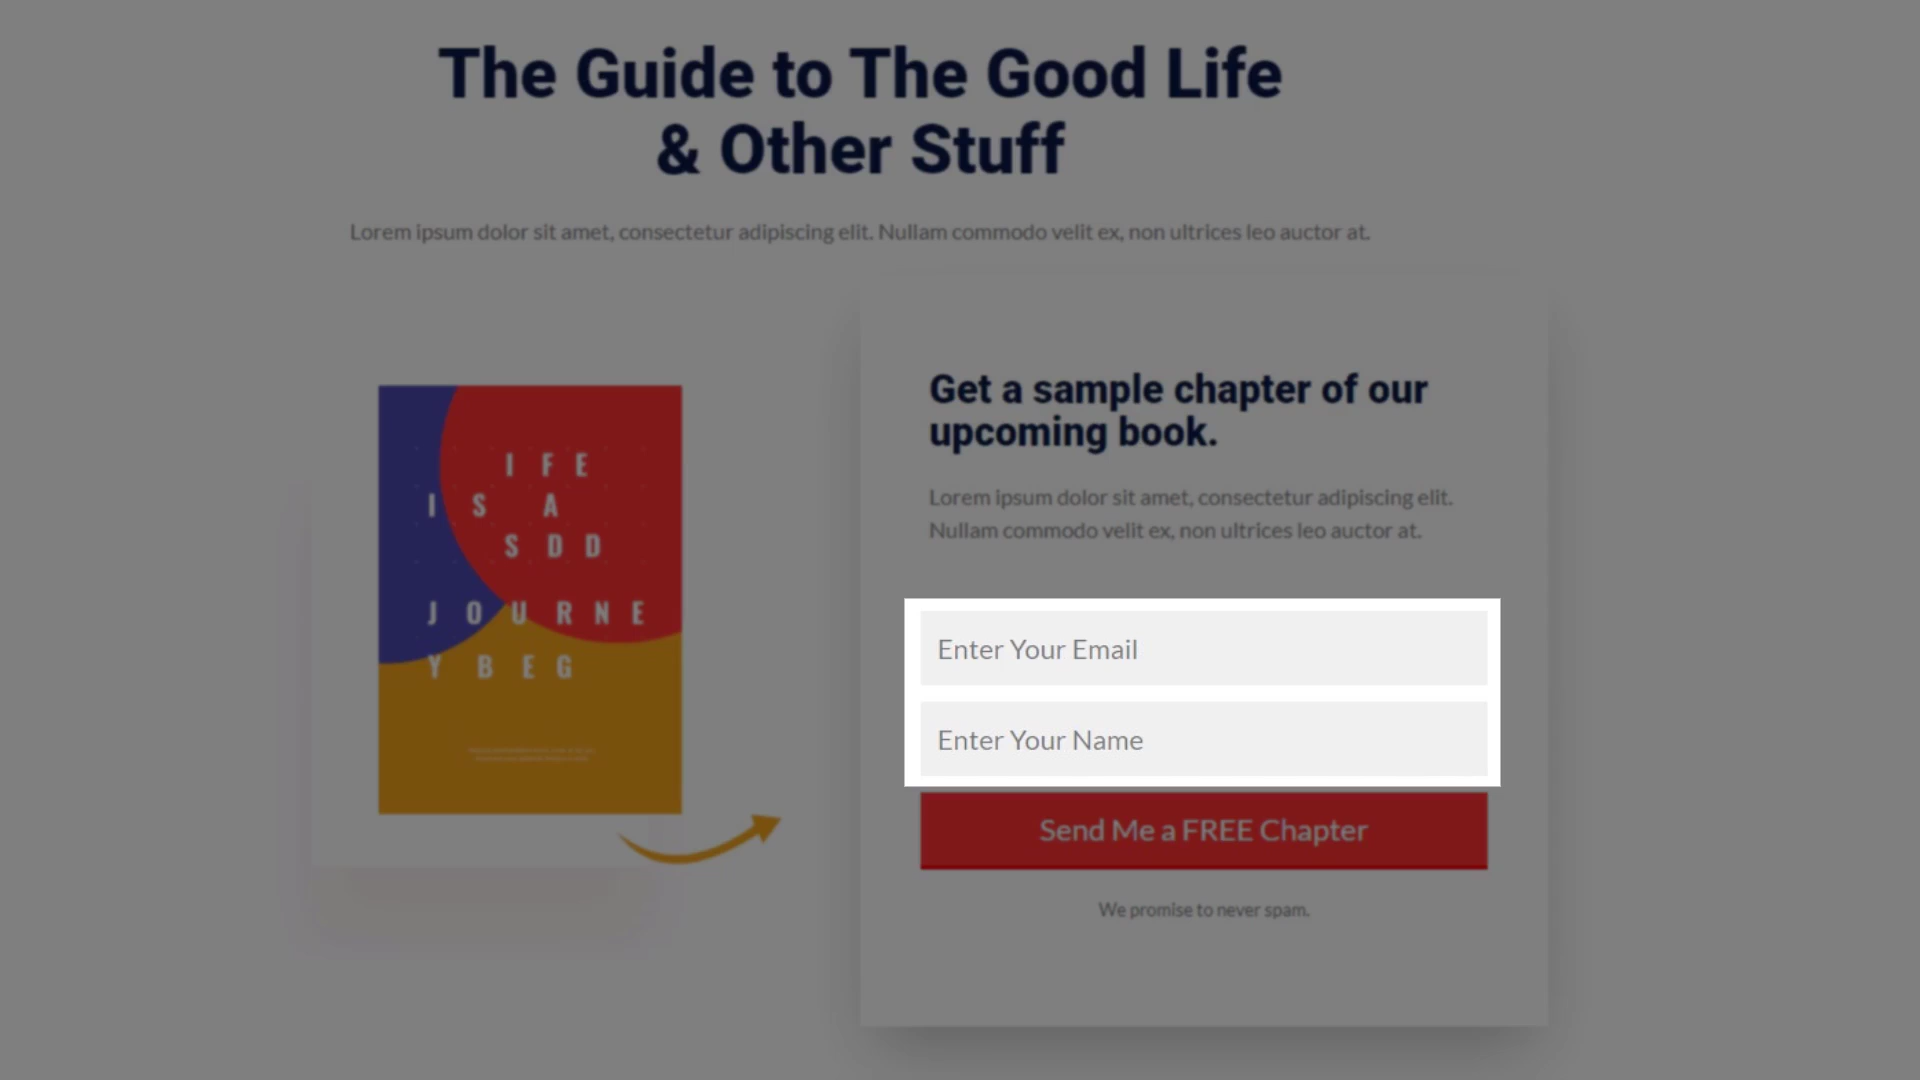 The Guide to The Good Life
& Other Stuff
Lorem ipsum dolor sit amet, consectetur adipiscing elit. Nullam commodo velit ex, non ultrices leo auctor at.
I F E
I S A
S D D
J O U R N E
Y B E G
Get a sample chapter of our
upcoming book.
Lorem ipsum dolor sit amet, consectetur adipiscing elit.
Nullam commodo velit ex, non ultrices leo auctor at.
Enter Your Email
Enter Your Name
Send Me a FREE Chapter
We promise to never spam.